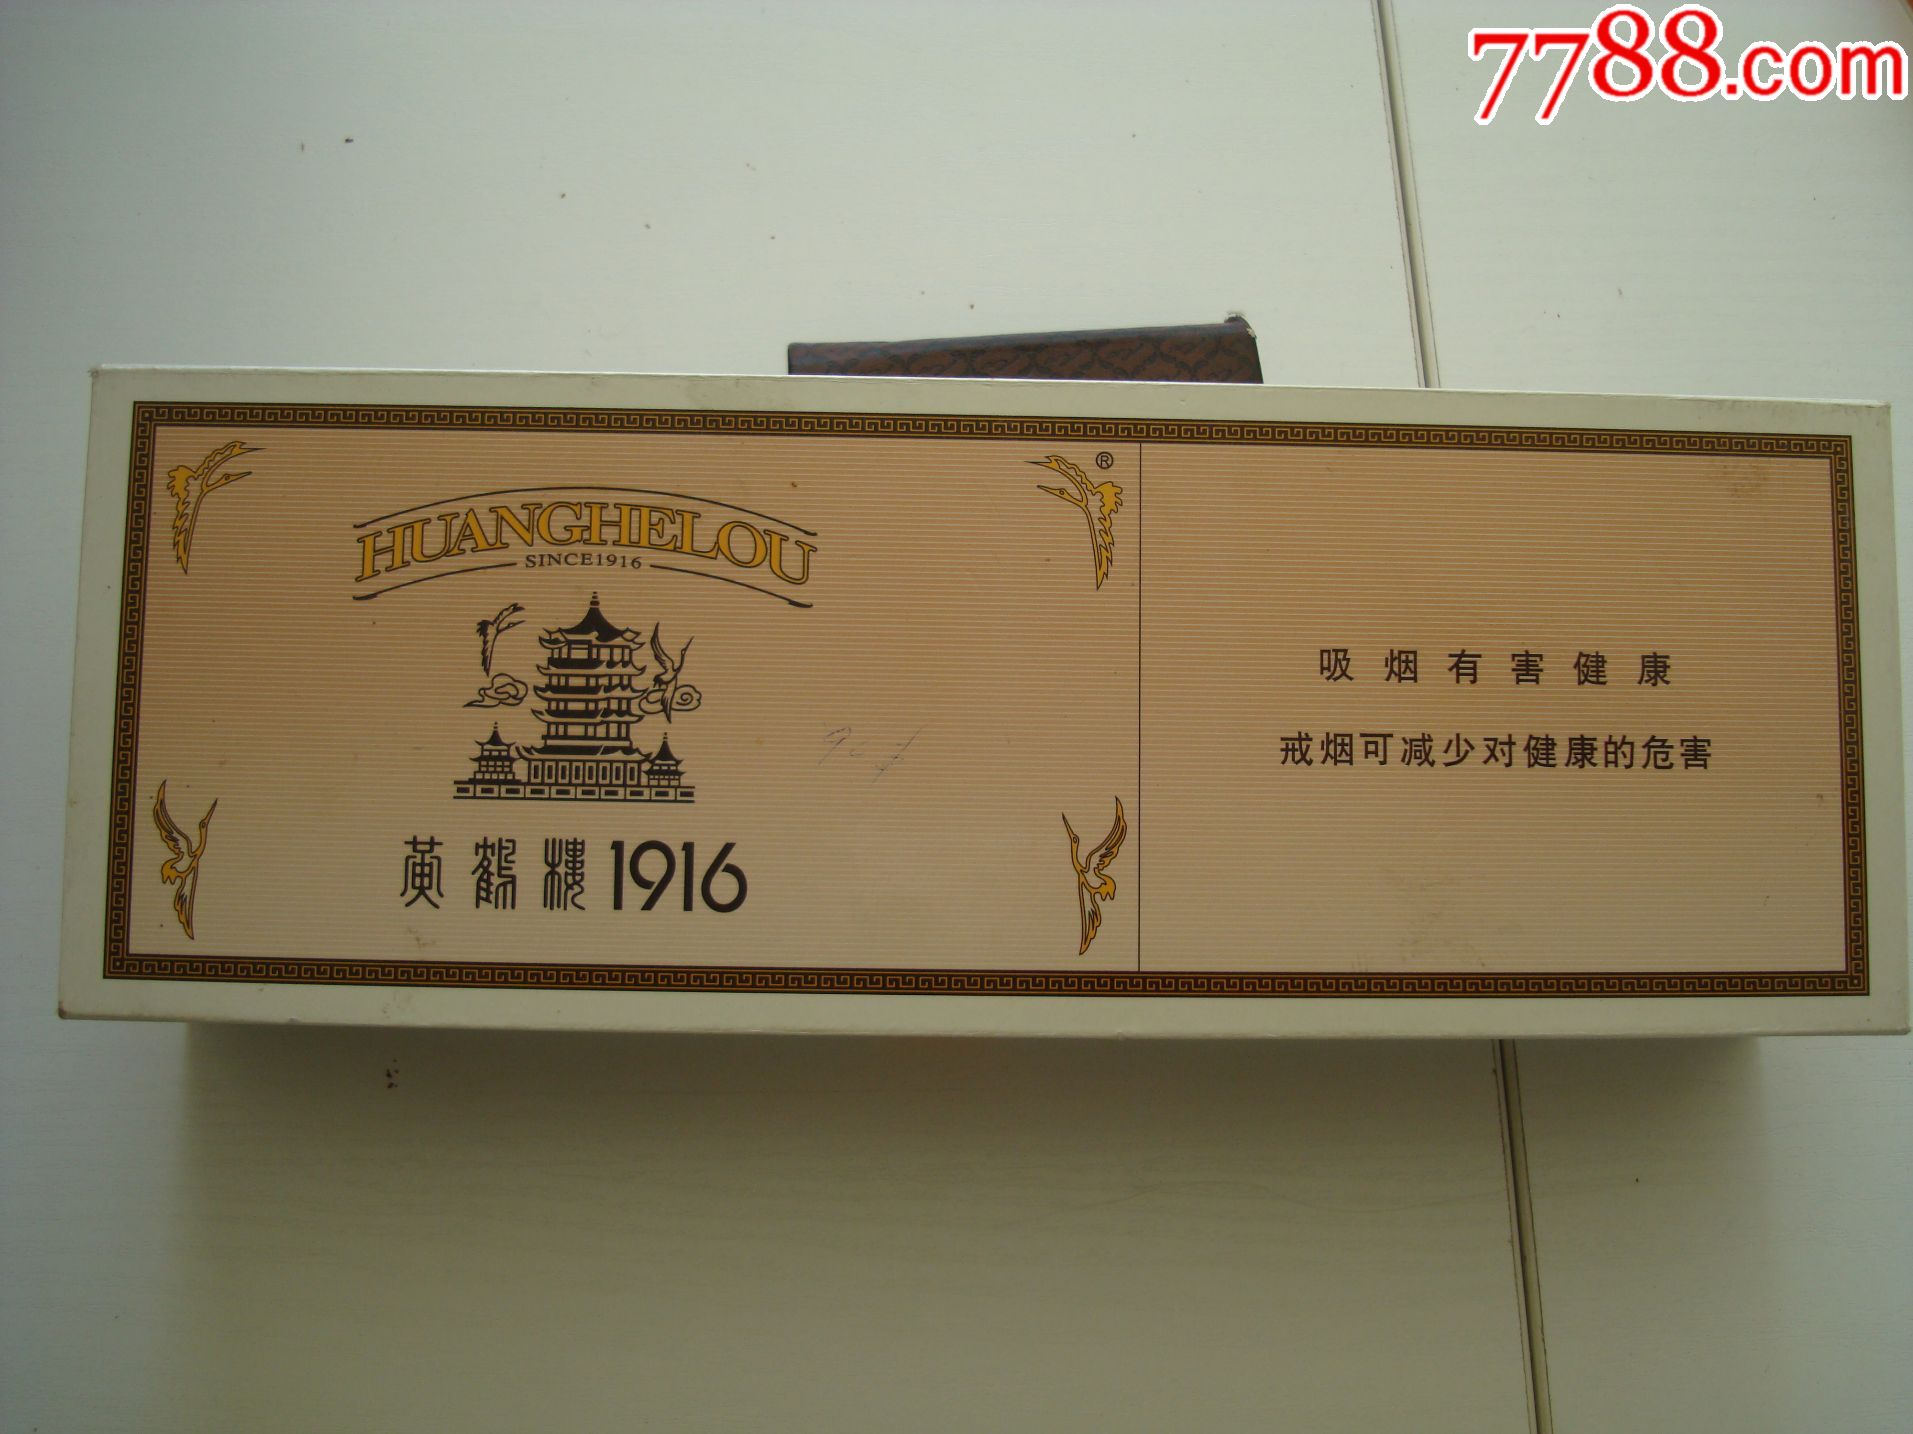 7788.com
®
HUANGHELOU
SINCE1916
黄鹤樓1916
吸烟有害健康
戒烟可减少对健康的危害